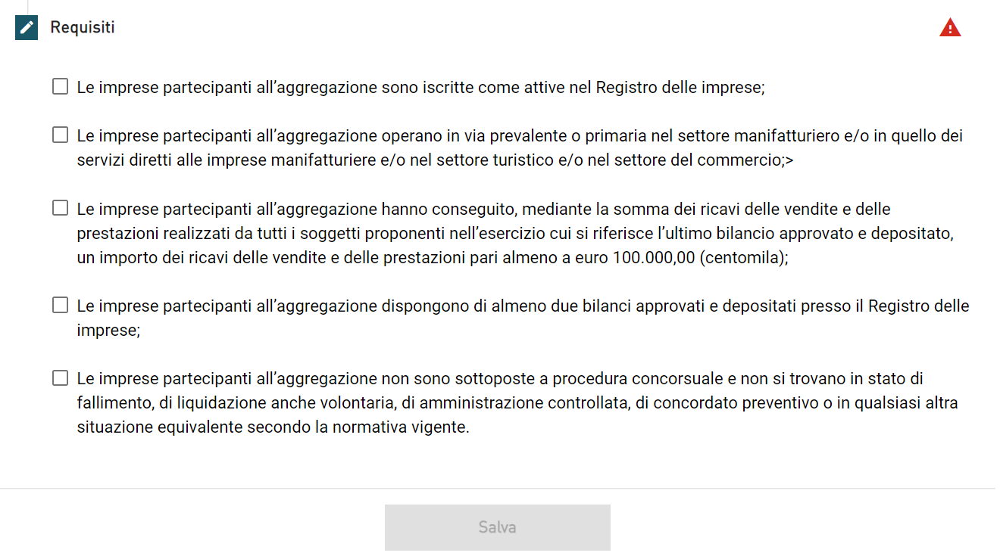 Requisiti
Le imprese partecipanti all’aggregazione sono iscritte come attive nel Registro delle imprese;
Le imprese partecipanti all’aggregazione operano in via prevalente o primaria nel settore manifatturiero e/o in quello dei
servizi diretti alle imprese manifatturiere e/o nel settore turistico e/o nel settore del commercio;>
Le imprese partecipanti all’aggregazione hanno conseguito, mediante la somma dei ricavi delle vendite e delle
prestazioni realizzati da tutti i soggetti proponenti nell’esercizio cui si riferisce l’ultimo bilancio approvato e depositato,
un importo dei ricavi delle vendite e delle prestazioni pari almeno a euro 100.000,00 (centomila);
Le imprese partecipanti all’aggregazione dispongono di almeno due bilanci approvati e depositati presso il Registro delle
imprese;
Le imprese partecipanti all’aggregazione non sono sottoposte a procedura concorsuale e non si trovano in stato di
fallimento, di liquidazione anche volontaria, di amministrazione controllata, di concordato preventivo o in qualsiasi altra
situazione equivalente secondo la normativa vigente.
Salva